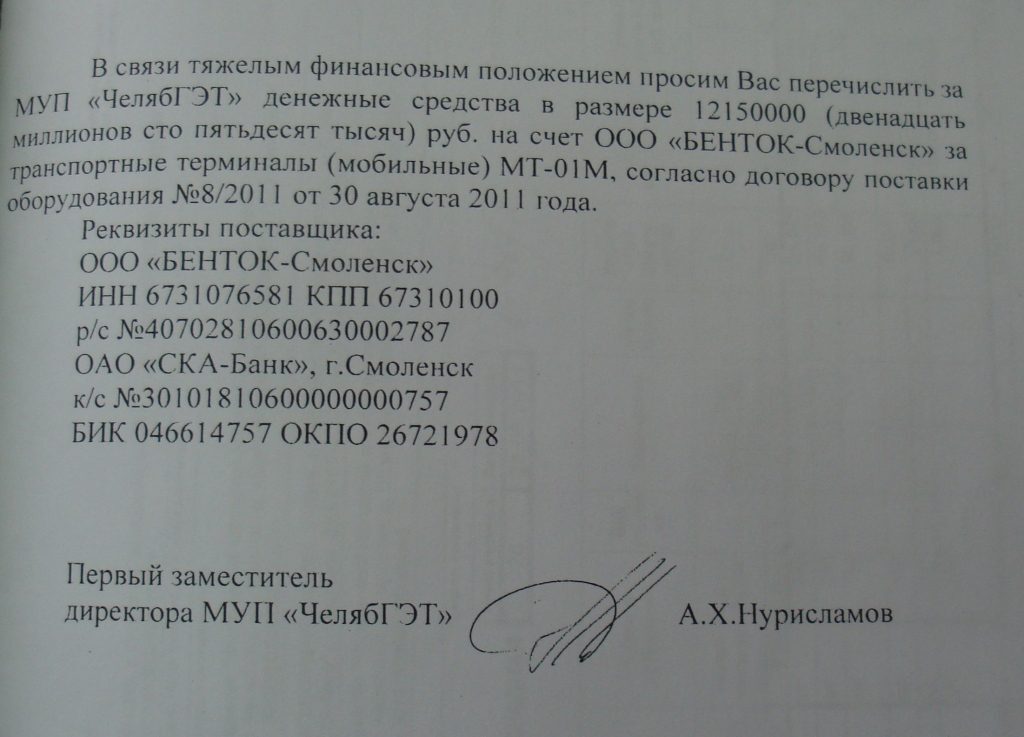 В связи тяжелым финансовым положением просим Вас перечислить за
МУП «ЧелябГЭТ» денежные средства в размере 12150000 (двенадцать
миллионов сто пятьдесят тысяч) руб. на счет ООО «БЕНТОК-Смоленск» за
транспортные терминалы (мобильные) МТ-01М, согласно договору поставки
оборудования №8/2011 от 30 августа 2011 года.
Реквизиты поставщика:
ООО «БЕНТОК-Смоленск»
ИНН 6731076581 КПП 67310100
р/с №40702810600630002787
ОАО «СКА-Банк», г.Смоленск
к/с №30101810600000000757
БИК 046614757 ОКПО 26721978
Первый заместитель
директора МУП «ЧелябГЭТ» А.Х.Нурисламов